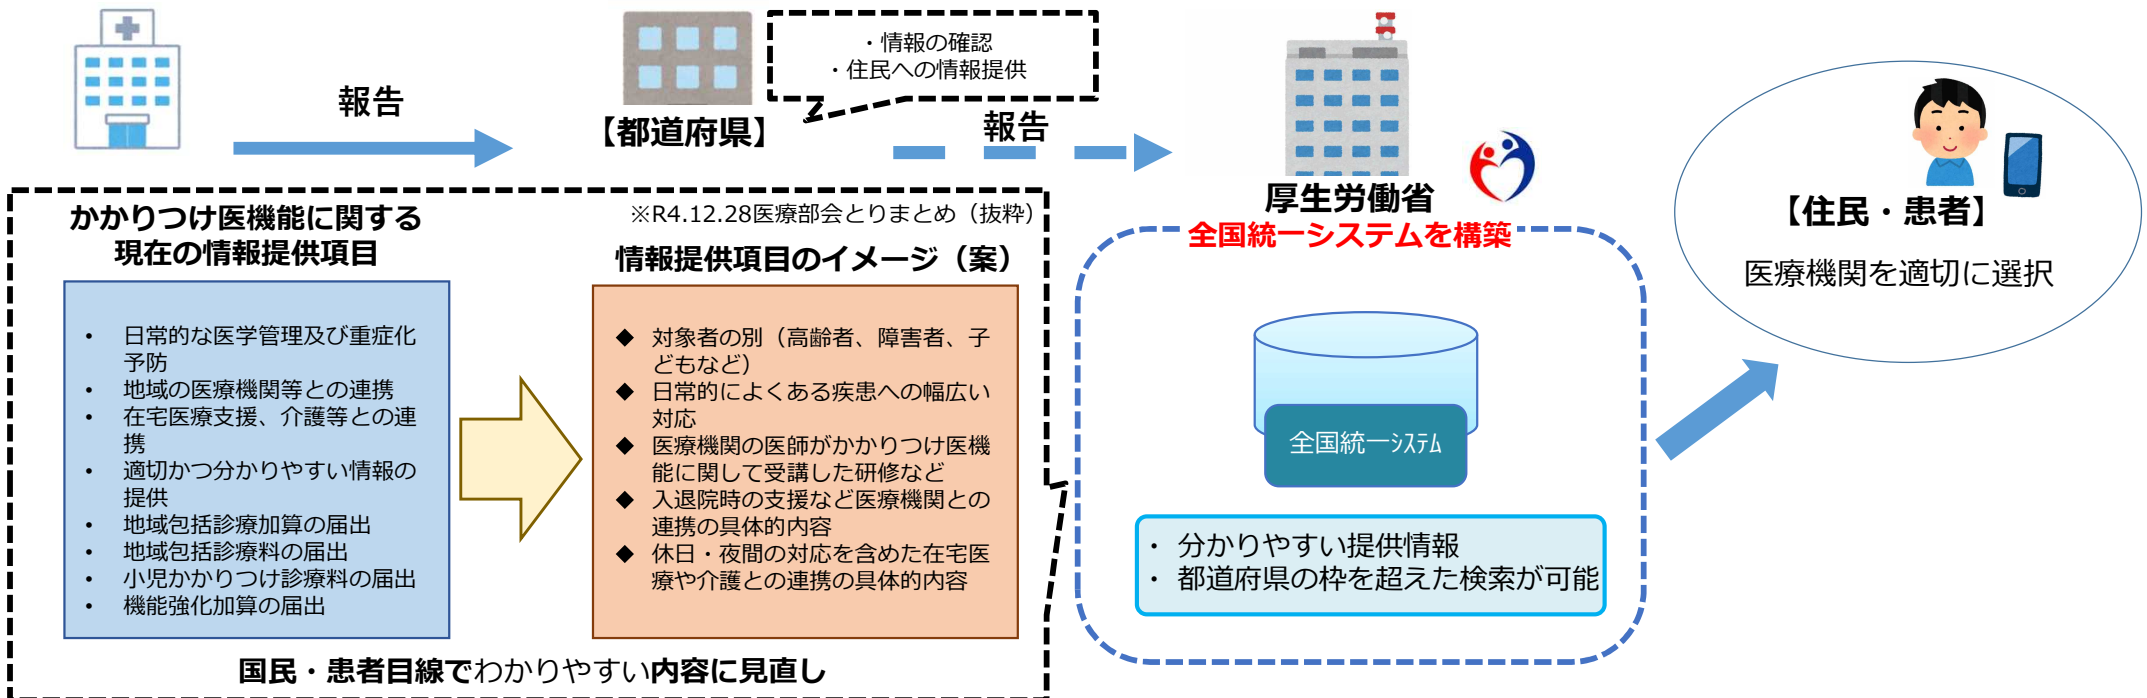 報告
【都道府県】
・情報の確認
・住民への情報提供
報告
厚生労働省
全国統一システムを構築
【住民・患者】
医療機関を適切に選択
かかりつけ医機能に関する
現在の情報提供項目
• 日常的な医学管理及び重症化
予防
• 地域の医療機関等との連携
• 在宅医療支援、介護等との連
携
• 適切かつ分かりやすい情報の
提供
• 地域包括診療加算の届出
• 地域包括診療料の届出
• 小児かかりつけ診療料の届出
• 機能強化加算の届出
※R4.12.28医療部会とりまとめ（抜粋）
情報提供項目のイメージ（案）
◆ 対象者の別（高齢者、障害者、子
どもなど）
◆ 日常的によくある疾患への幅広い
対応
◆ 医療機関の医師がかかりつけ医機
能に関して受講した研修など
◆ 入退院時の支援など医療機関との
連携の具体的内容
◆ 休日・夜間の対応を含めた在宅医
療や介護との連携の具体的内容
国民・患者目線でわかりやすい内容に見直し
全国統一ｼｽﾃﾑ
・ 分かりやすい提供情報
・ 都道府県の枠を超えた検索が可能